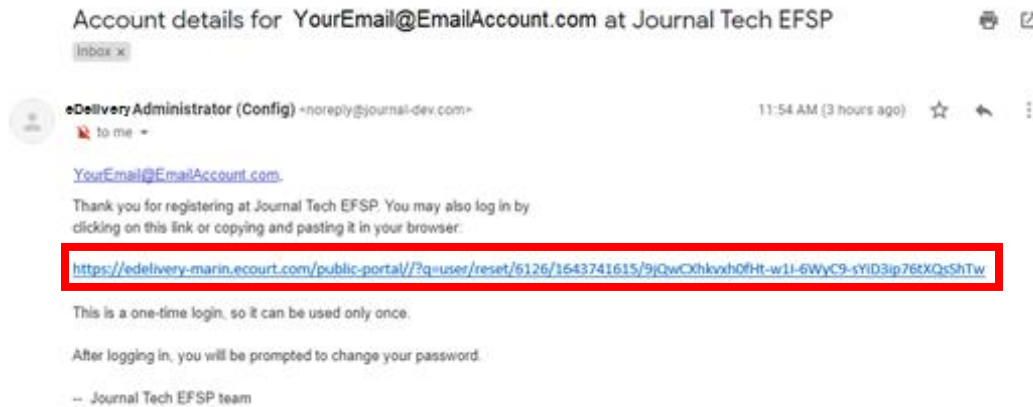 Account details for YourEmail@EmailAccount.com at Journal Tech EFSP
Inbox x
eDelivery Administrator (Config) <noreply@journal-dev.com>
11:54 AM (3 hours ago)
to me
YourEmail@EmailAccount.com,
Thank you for registering at Journal Tech EFSP. You may also log in by
clicking on this link or copying and pasting it in your browser:
https://edelivery-marin.ecourt.com/public-portal//?q=user/reset/6126/1643741615/9jQwCXhkvxh0fHt-w1I-6WyC9-sYiD3ip76tXQsShTw
This is a one-time login, so it can be used only once.
After logging in, you will be prompted to change your password.
-- Journal Tech EFSP team